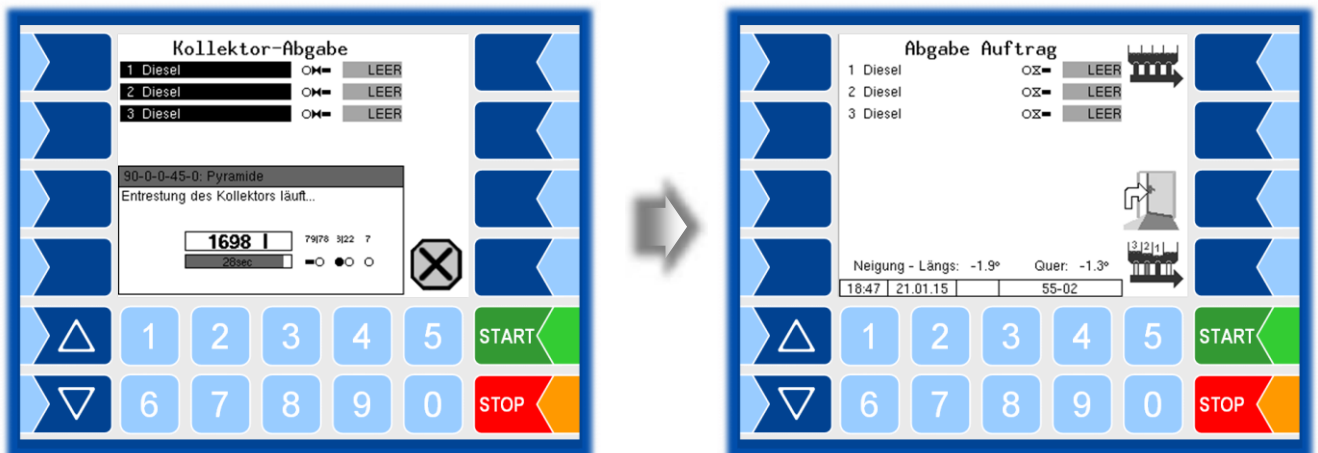 Kollektor-Abgabe
1 Diesel LEER
2 Diesel LEER
3 Diesel LEER
90-0-0-45-0: Pyramide
Entrestung des Kollektors läuft...
1698 l 79|78 3|22 7
28sec
START
1 2 3 4 5
STOP
6 7 8 9 0
Abgabe Auftrag
1 Diesel LEER
2 Diesel LEER
3 Diesel LEER
3 2 1
Neigung - Längs: -1.9° Quer: -1.3°
18:47 21.01.15 55-02
1 2 3 4 5
START
6 7 8 9 0
STOP